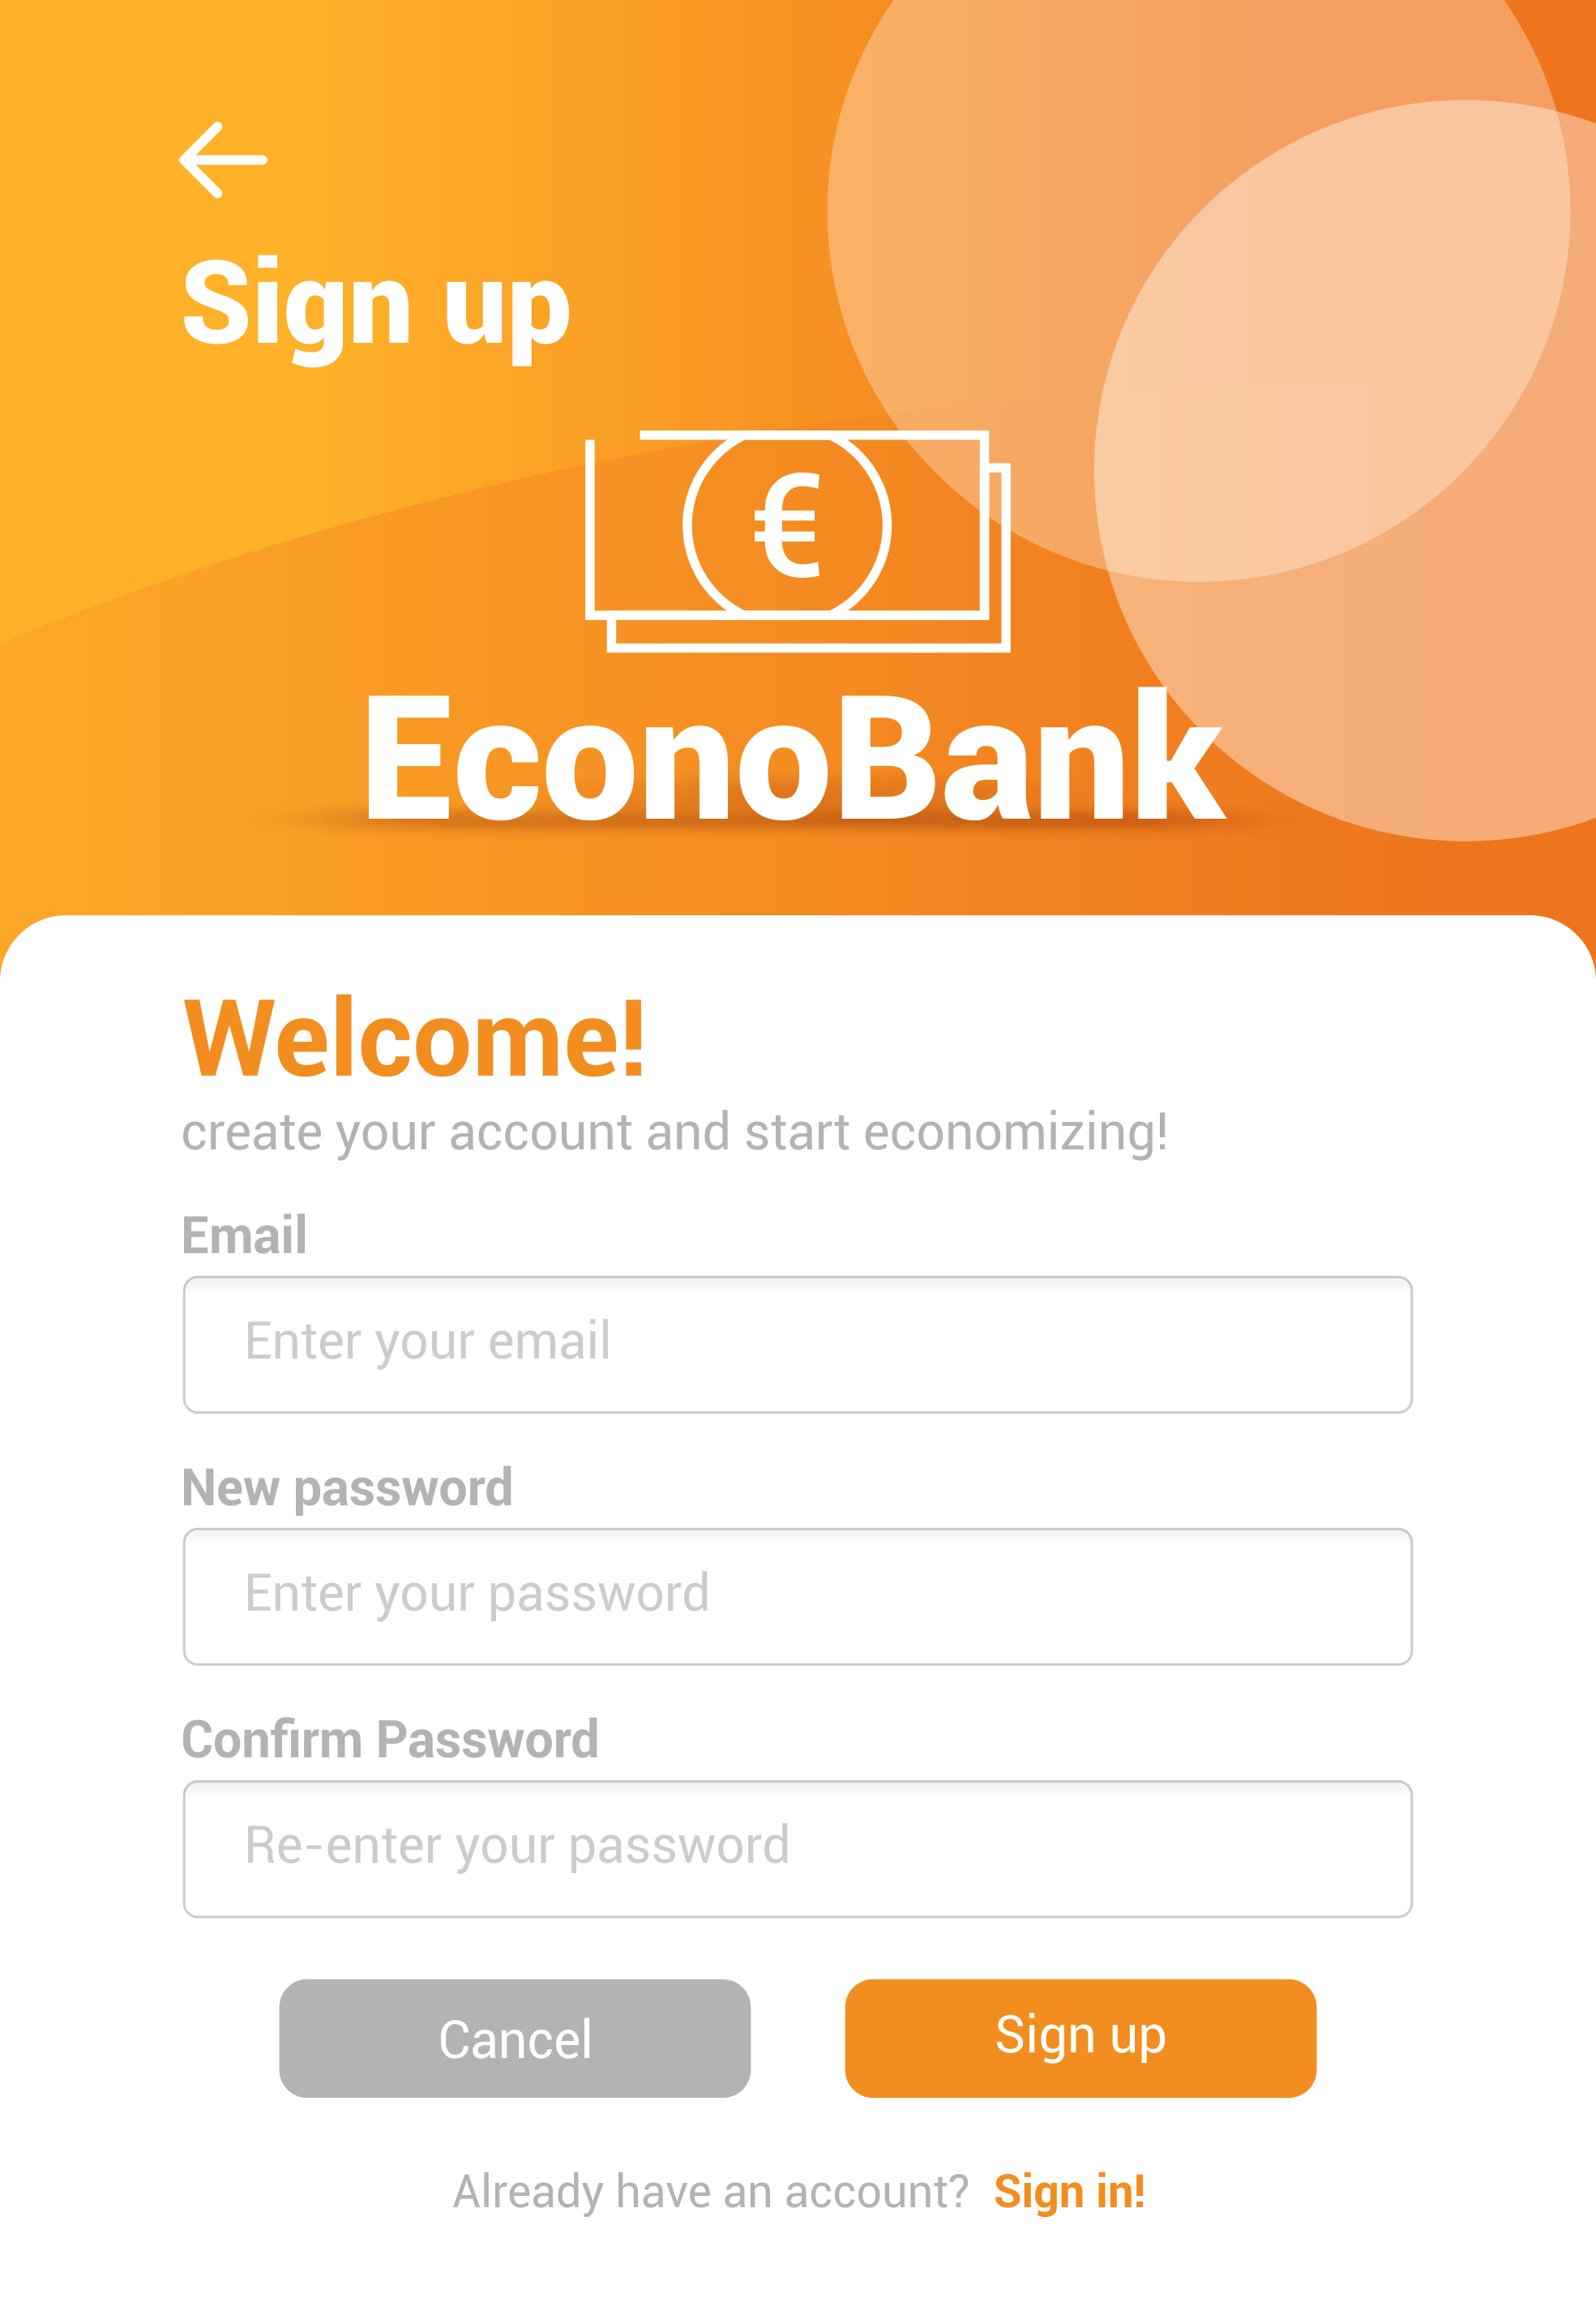 Sign up
€
EconoBank
Welcome!
create your account and start economizing!
Email
Enter your email
New password
Enter your password
Confirm Password
Re-enter your password
Cancel
Sign up
Already have an account? Sign in!